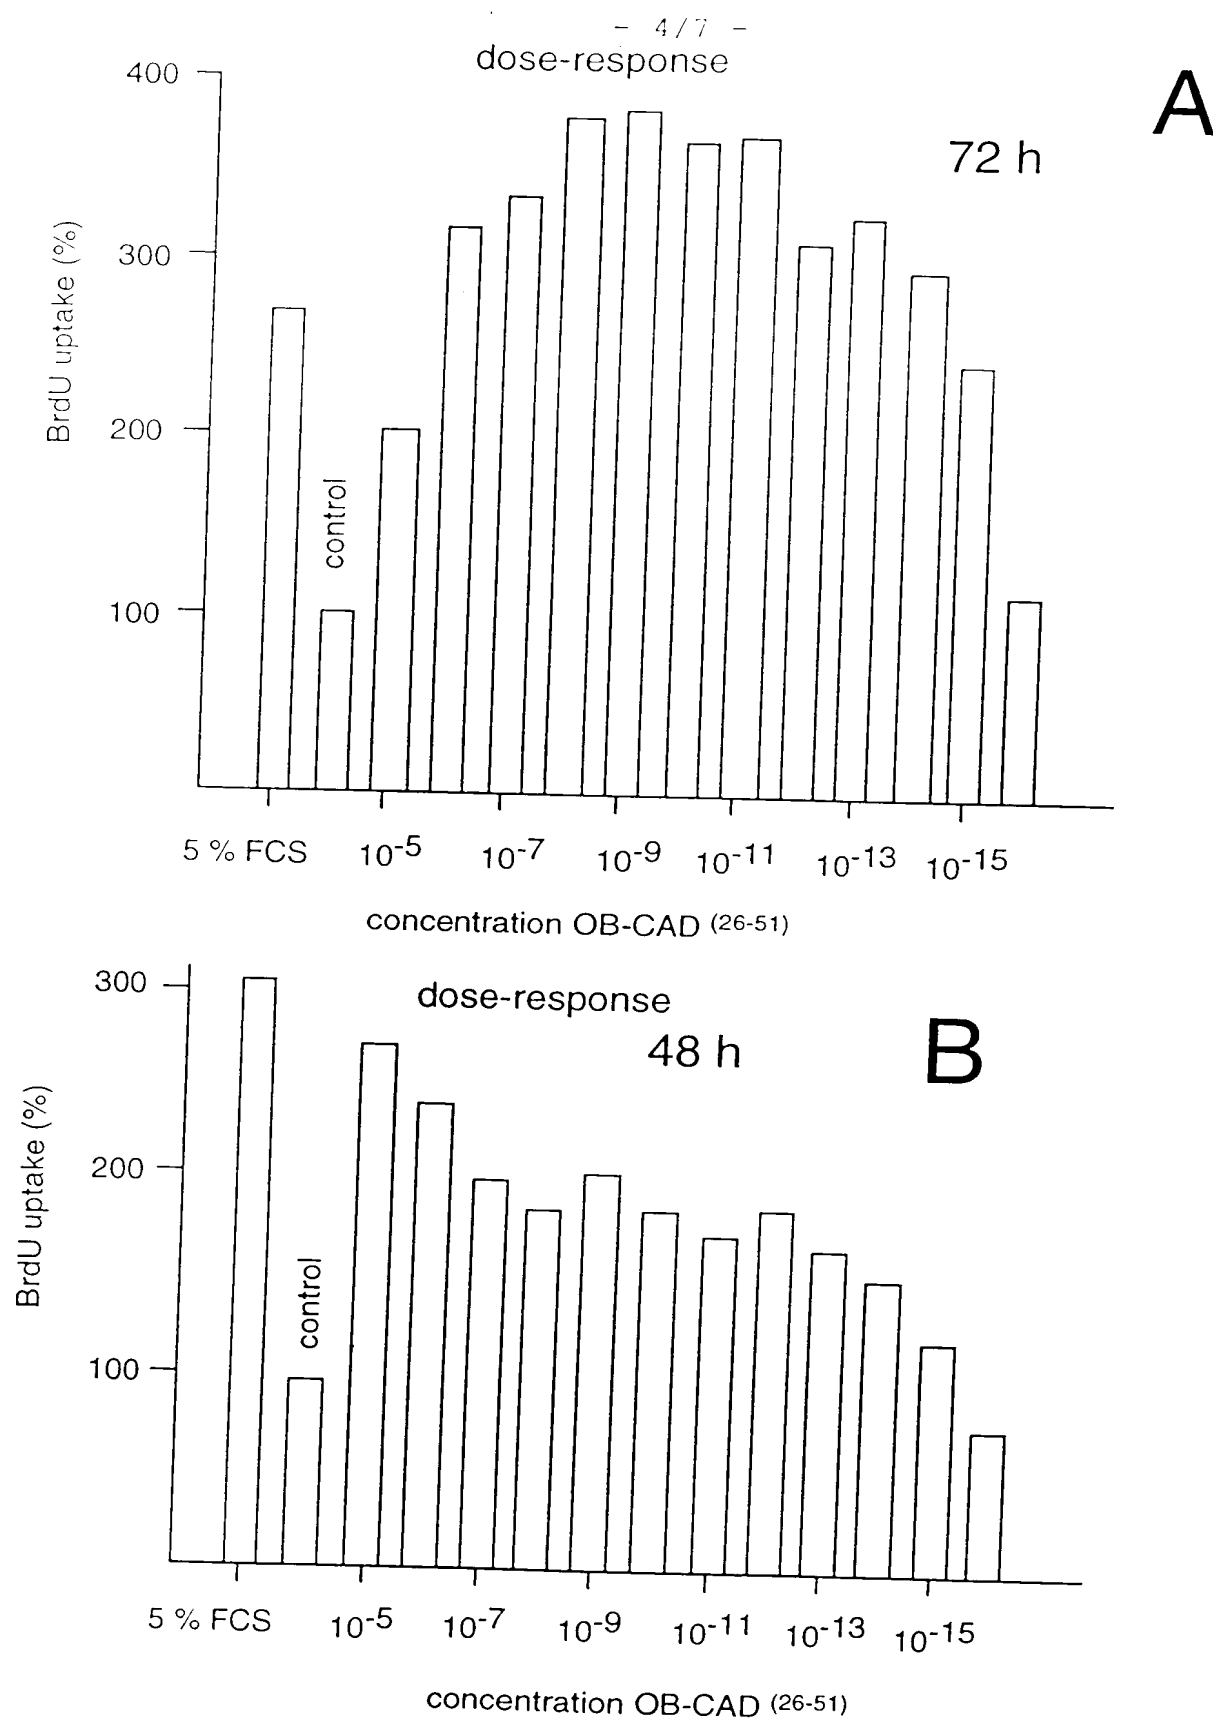 - 4/7 -
dose-response
A
72 h
400
300
200
100
BrdU uptake (%)
control
5 % FCS 10-5 10-7 10-9 10-11 10-13 10-15
concentration OB-CAD (26-51)
dose-response
48 h
B
300
200
100
BrdU uptake (%)
control
5 % FCS 10-5 10-7 10-9 10-11 10-13 10-15
concentration OB-CAD (26-51)